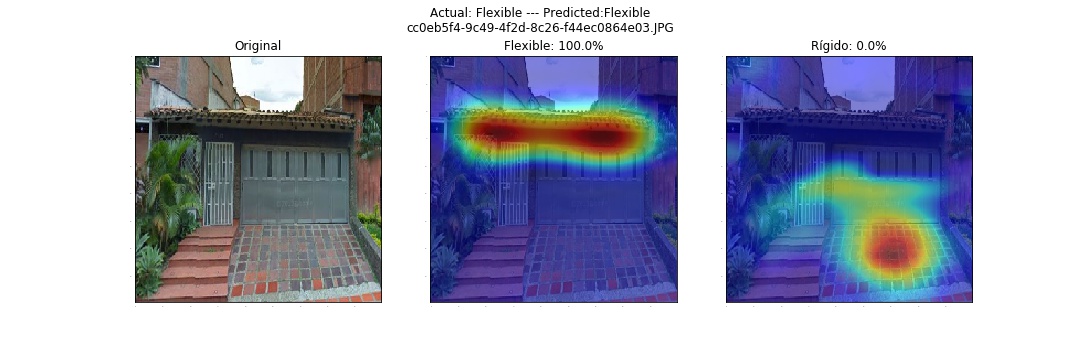 Actual: Flexible --- Predicted:Flexible
cc0eb5f4-9c49-4f2d-8c26-f44ec0864e03.JPG
Original
Flexible: 100.0%
Rígido: 0.0%